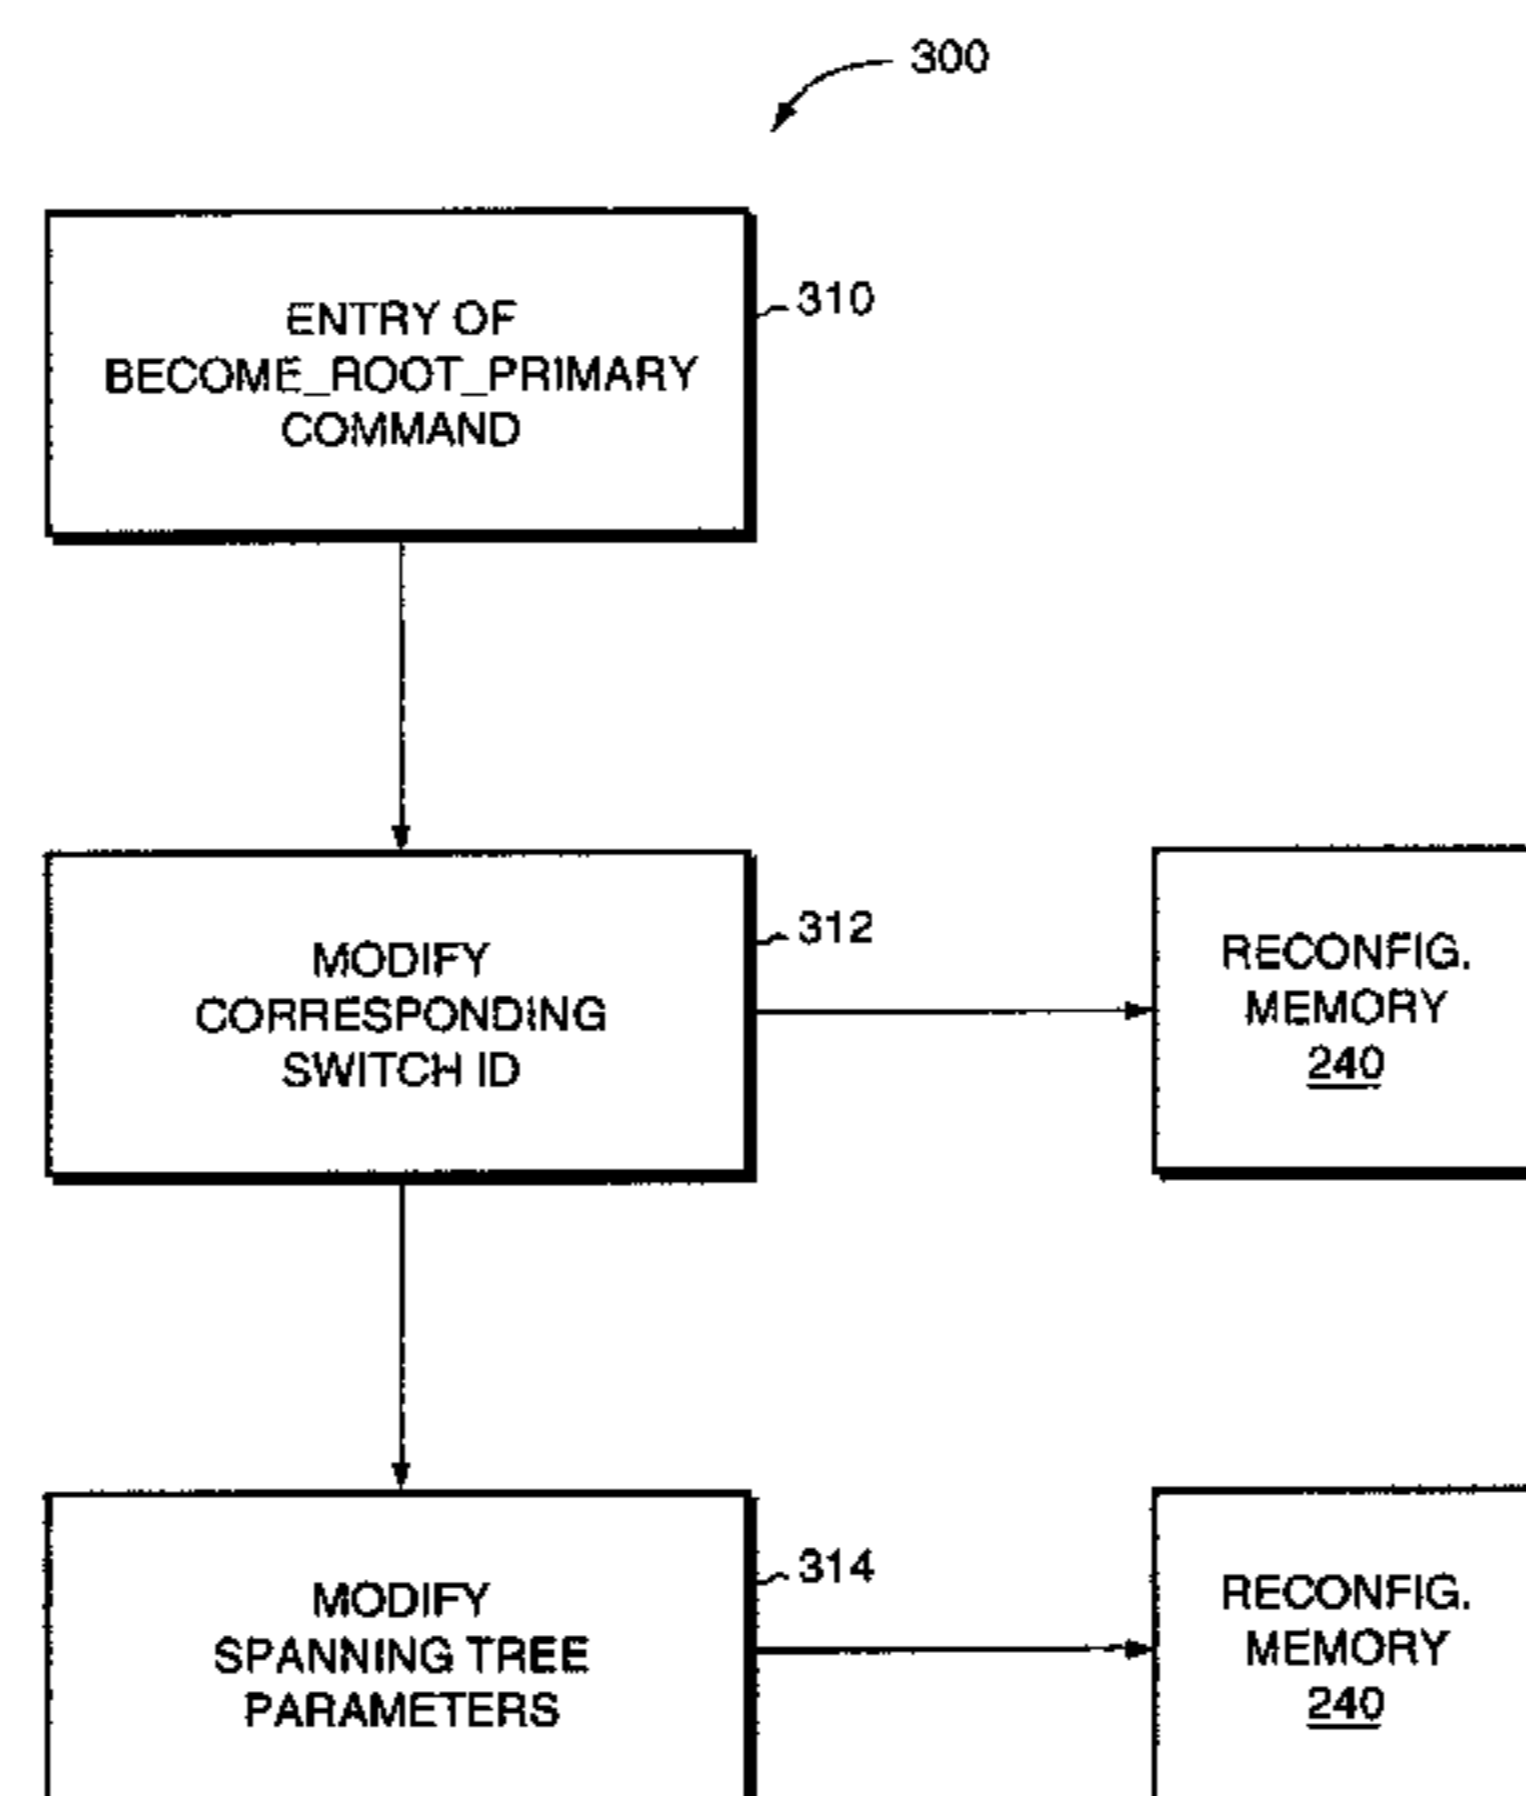 300
ENTRY OF
BECOME_ROOT_PRIMARY
COMMAND
310
MODIFY
CORRESPONDING
SWITCH ID
312
RECONFIG.
MEMORY
240
MODIFY
SPANNING TREE
PARAMETERS
314
RECONFIG.
MEMORY
240